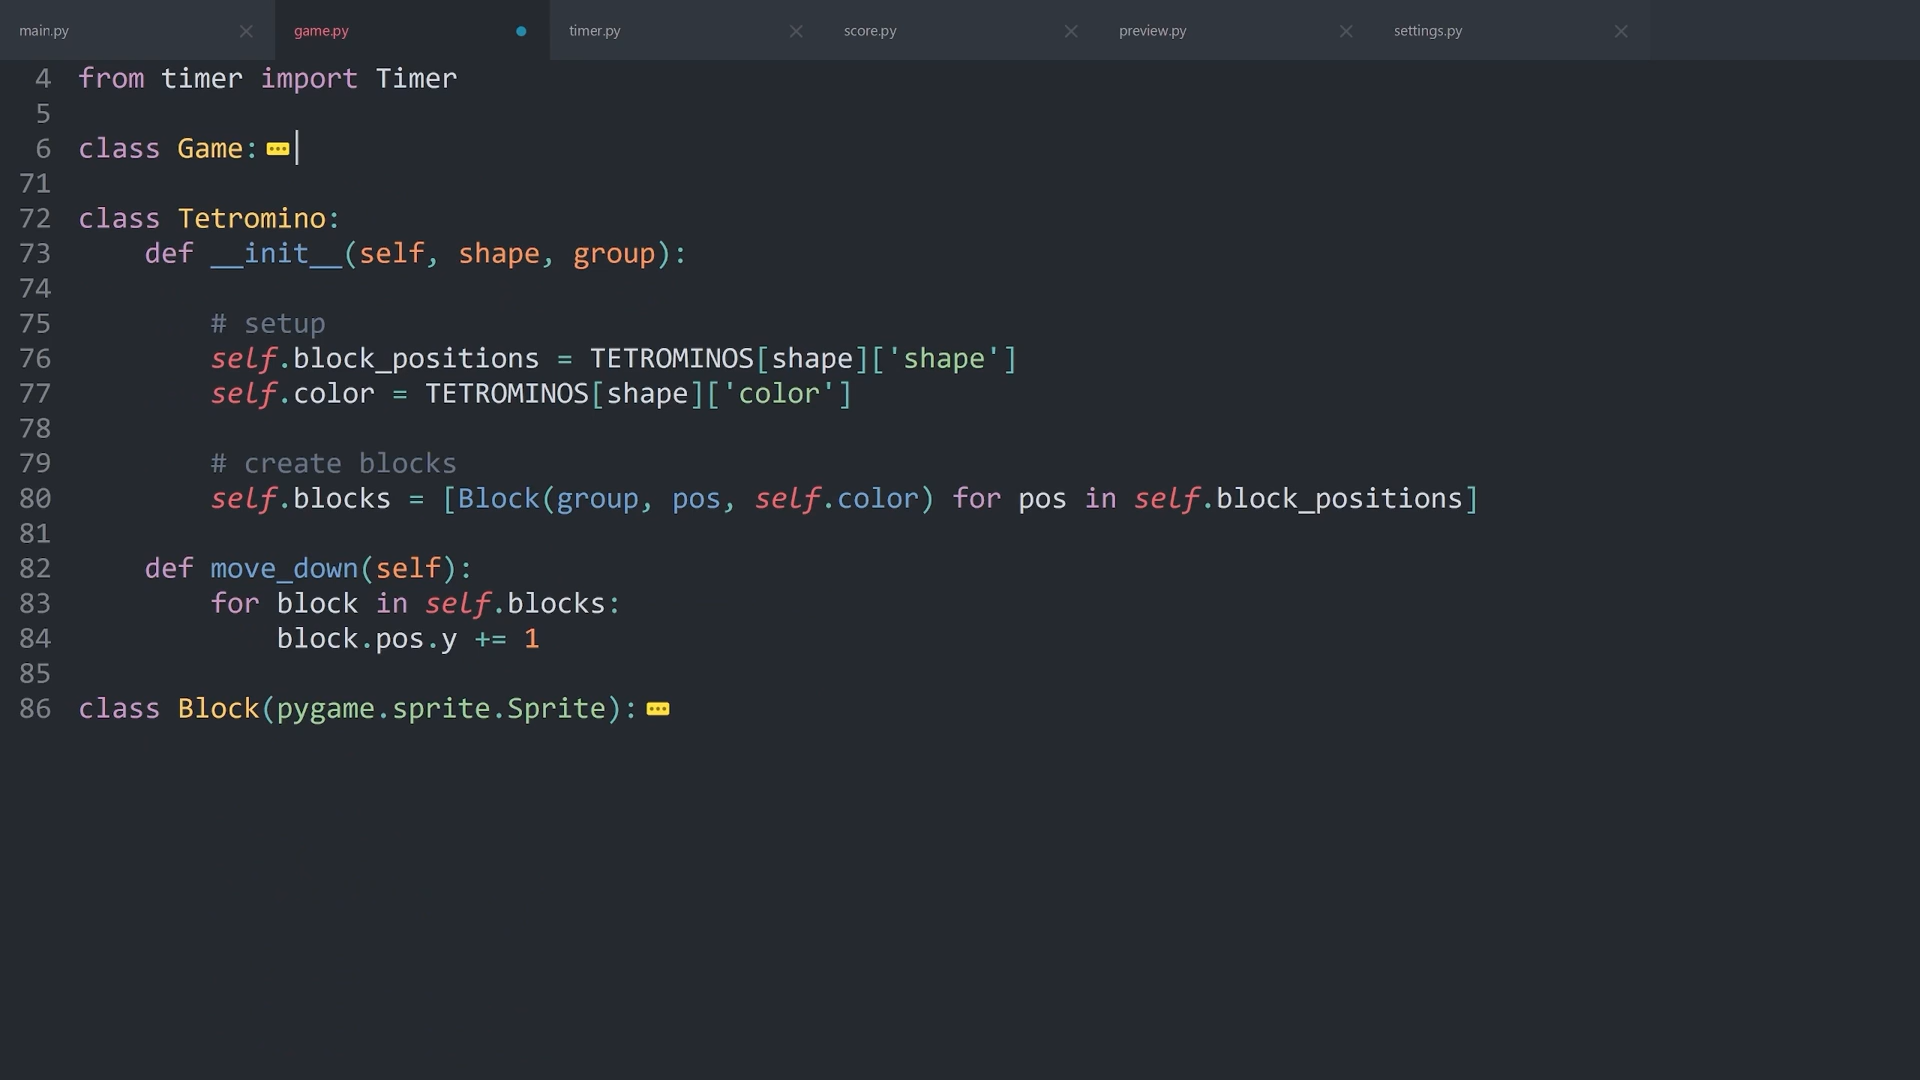 main.py game.py timer.py score.py preview.py settings.py
4 from timer import Timer
5
6 class Game:
71
72 class Tetromino:
73     def __init__(self, shape, group):
74
75         # setup
76         self.block_positions = TETROMINOS[shape]['shape']
77         self.color = TETROMINOS[shape]['color']
78
79         # create blocks
80         self.blocks = [Block(group, pos, self.color) for pos in self.block_positions]
81
82     def move_down(self):
83         for block in self.blocks:
84             block.pos.y += 1
85
86 class Block(pygame.sprite.Sprite):